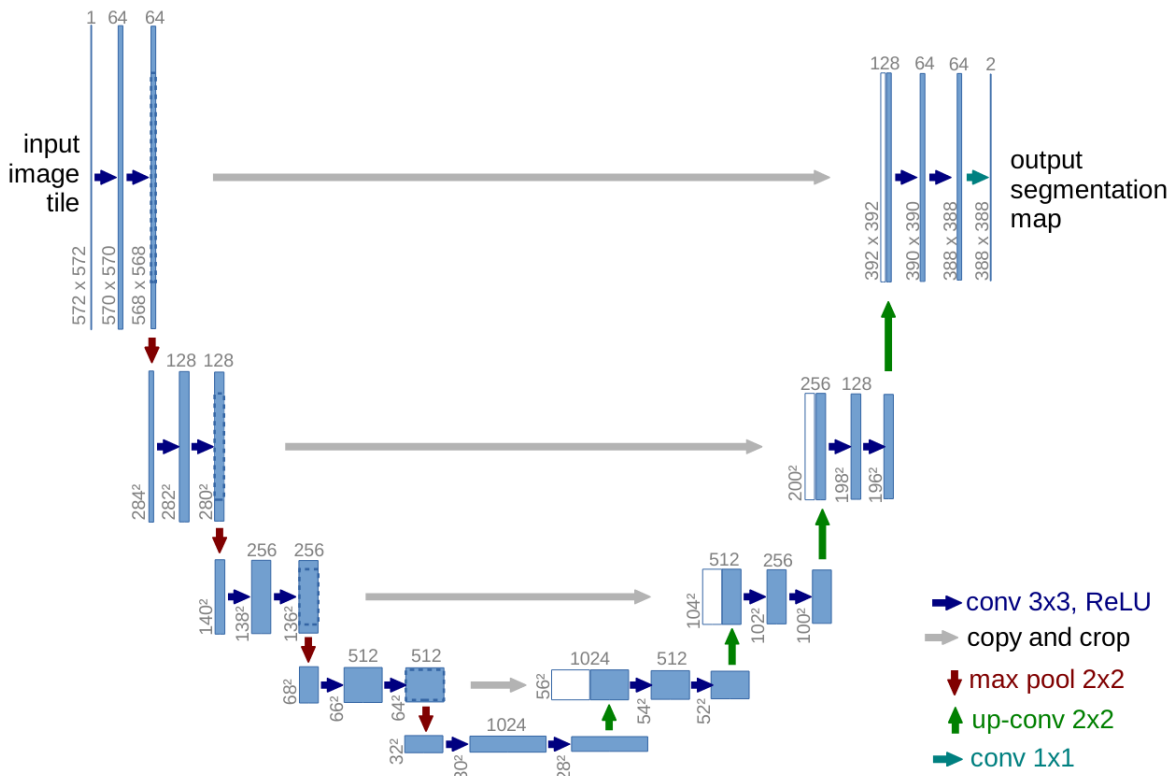 1 64 64
input
image
tile
572 x 572
570 x 570
568 x 568
128 64 64 2
output
segmentation
map
392 x 392
390 x 390
388 x 388
388 x 388
128 128
284²
282²
280²
256 128
200²
198²
196²
256 256
140²
138²
136²
512 256
104²
102²
100²
512 512
68²
66²
64²
1024 512
56²
54²
52²
1024
32²
30²
28²
conv 3x3, ReLU
copy and crop
max pool 2x2
up-conv 2x2
conv 1x1